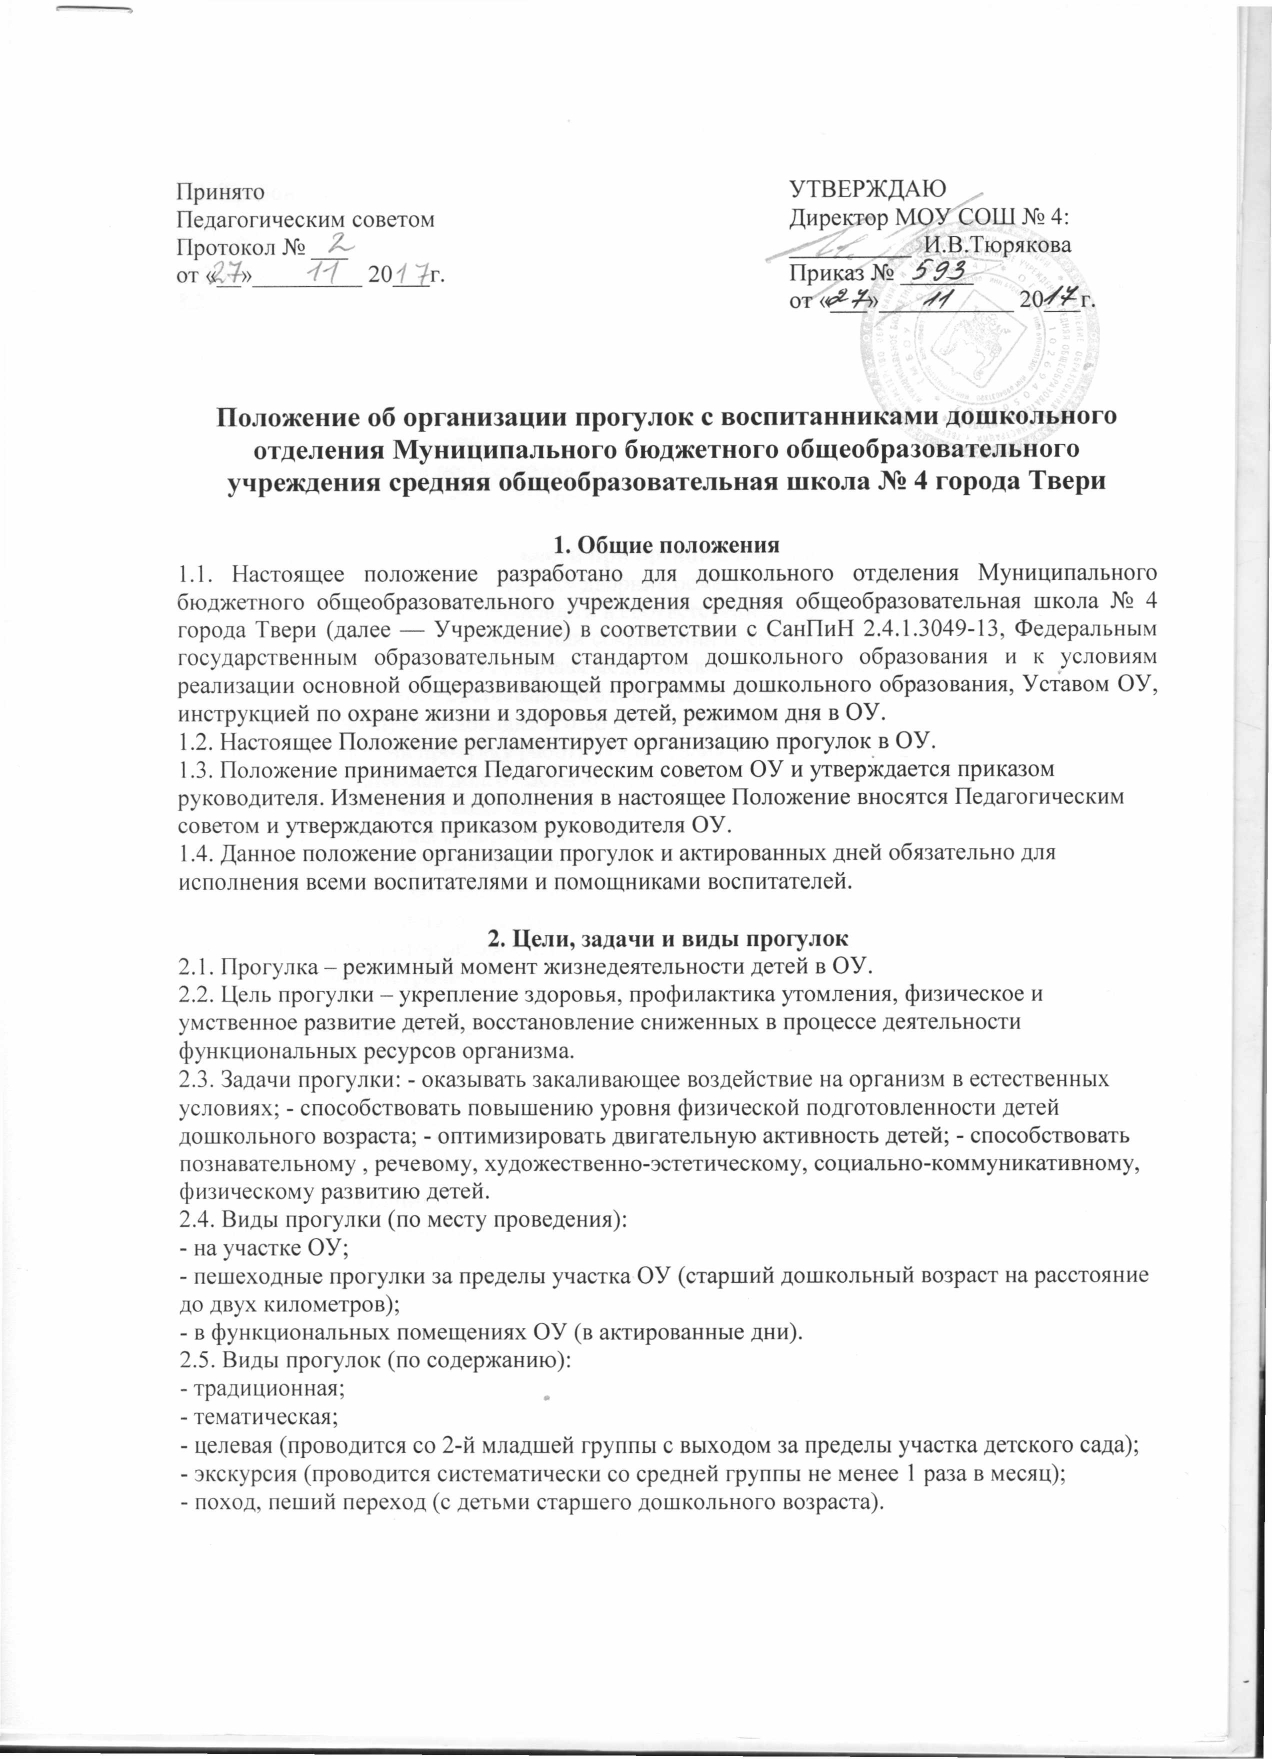 Принято
Педагогическим советом
Протокол № 2
от «27» 11 2017г.
УТВЕРЖДАЮ
Директор МОУ СОШ № 4:
И.В.Тюрякова
Приказ № 593
от «27» 11 2017г.
Положение об организации прогулок с воспитанниками дошкольного
отделения Муниципального бюджетного общеобразовательного
учреждения средняя общеобразовательная школа № 4 города Твери
1. Общие положения
1.1. Настоящее положение разработано для дошкольного отделения Муниципального
бюджетного общеобразовательного учреждения средняя общеобразовательная школа № 4
города Твери (далее — Учреждение) в соответствии с СанПиН 2.4.1.3049-13, Федеральным
государственным образовательным стандартом дошкольного образования и к условиям
реализации основной общеразвивающей программы дошкольного образования, Уставом ОУ,
инструкцией по охране жизни и здоровья детей, режимом дня в ОУ.
1.2. Настоящее Положение регламентирует организацию прогулок в ОУ.
1.3. Положение принимается Педагогическим советом ОУ и утверждается приказом
руководителя. Изменения и дополнения в настоящее Положение вносятся Педагогическим
советом и утверждаются приказом руководителя ОУ.
1.4. Данное положение организации прогулок и актированных дней обязательно для
исполнения всеми воспитателями и помощниками воспитателей.
2. Цели, задачи и виды прогулок
2.1. Прогулка – режимный момент жизнедеятельности детей в ОУ.
2.2. Цель прогулки – укрепление здоровья, профилактика утомления, физическое и
умственное развитие детей, восстановление сниженных в процессе деятельности
функциональных ресурсов организма.
2.3. Задачи прогулки: - оказывать закаливающее воздействие на организм в естественных
условиях; - способствовать повышению уровня физической подготовленности детей
дошкольного возраста; - оптимизировать двигательную активность детей; - способствовать
познавательному , речевому, художественно-эстетическому, социально-коммуникативному,
физическому развитию детей.
2.4. Виды прогулки (по месту проведения):
- на участке ОУ;
- пешеходные прогулки за пределы участка ОУ (старший дошкольный возраст на расстояние
до двух километров);
- в функциональных помещениях ОУ (в актированные дни).
2.5. Виды прогулок (по содержанию):
- традиционная;
- тематическая;
- целевая (проводится со 2-й младшей группы с выходом за пределы участка детского сада);
- экскурсия (проводится систематически со средней группы не менее 1 раза в месяц);
- поход, пеший переход (с детьми старшего дошкольного возраста).